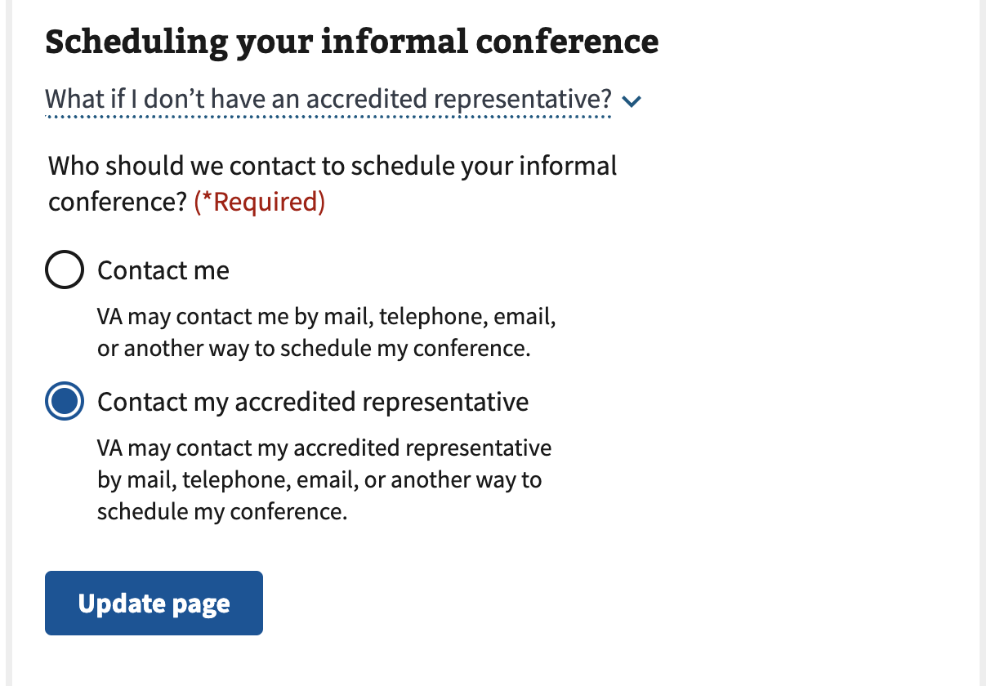 Scheduling your informal conference
What if I don’t have an accredited representative?
Who should we contact to schedule your informal
conference? (*Required)
Contact me
VA may contact me by mail, telephone, email,
or another way to schedule my conference.
Contact my accredited representative
VA may contact my accredited representative
by mail, telephone, email, or another way to
schedule my conference.
Update page